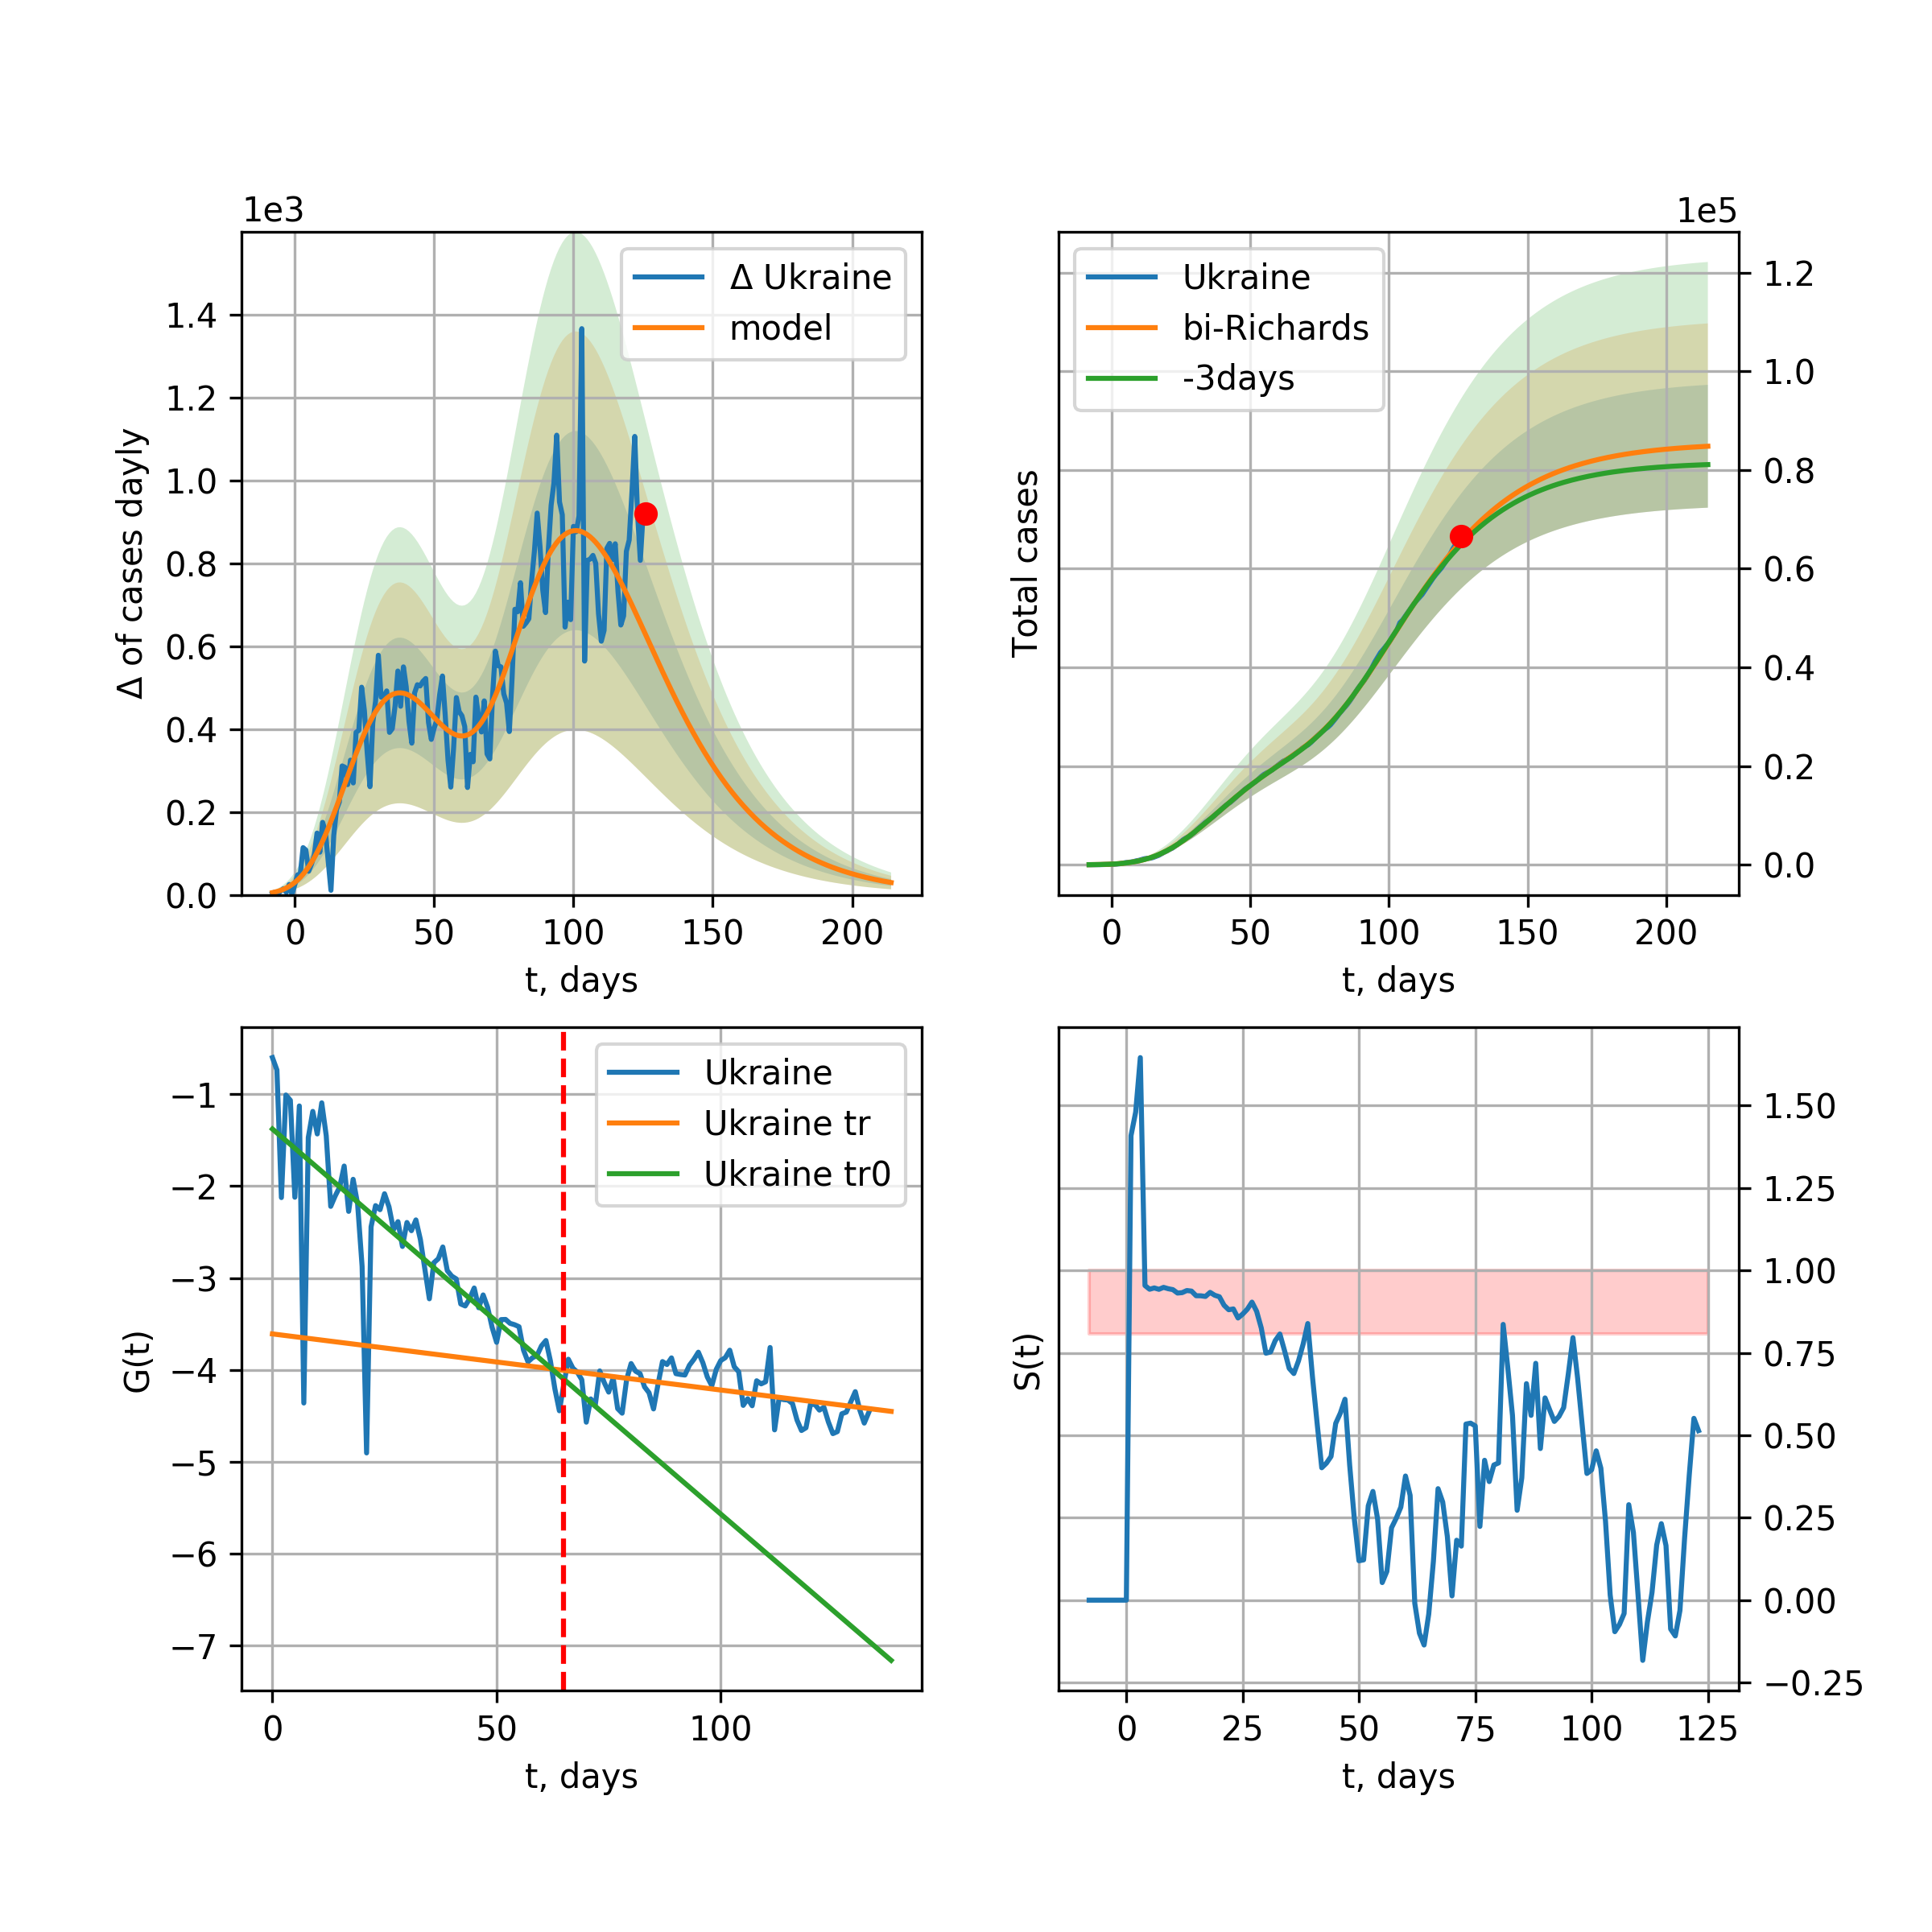 1e3
Δ Ukraine
model
1.4
1.2
1.0
0.8
0.6
0.4
0.2
0.0
Δ of cases dayly
0 50 100 150 200
t, days
1e5
Ukraine
bi-Richards
-3days
1.2
1.0
0.8
0.6
0.4
0.2
0.0
Total cases
0 50 100 150 200
t, days
Ukraine
Ukraine tr
Ukraine tr0
−1
−2
−3
−4
−5
−6
−7
G(t)
0 50 100
t, days
1.50
1.25
1.00
0.75
0.50
0.25
0.00
−0.25
S(t)
0 25 50 75 100 125
t, days